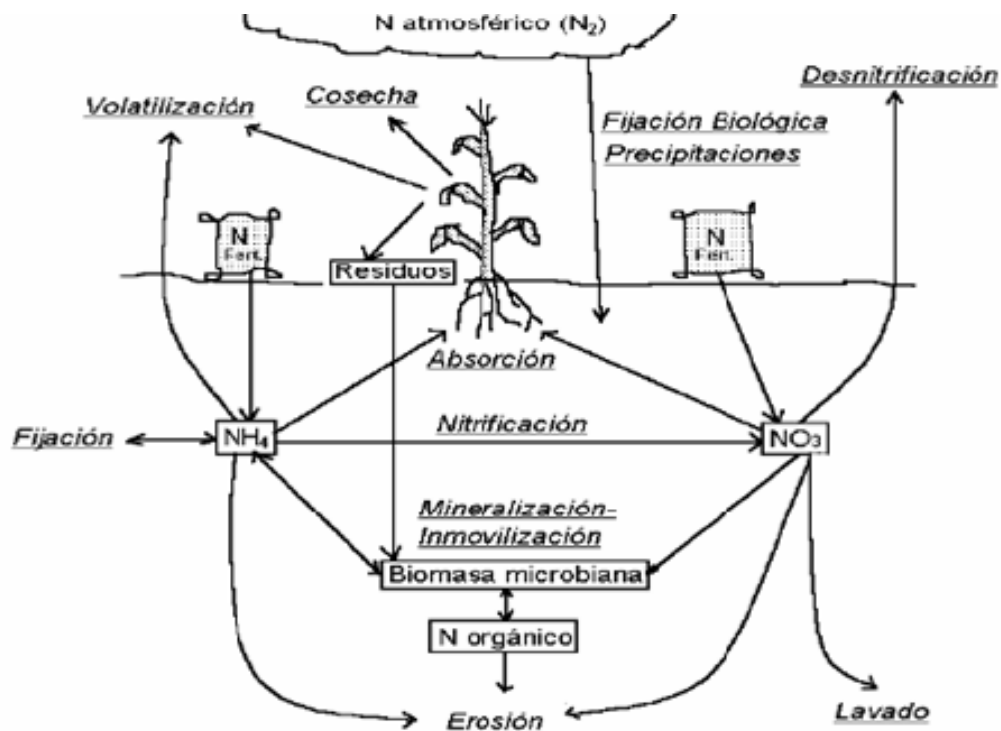 N atmosférico (N₂)
Desnitrificación
Volatilización
Cosecha
Fijación Biológica
Precipitaciones
N
Fert.
N
Fert.
Residuos
Absorción
Fijación
NH₄
Nitrificación
NO₃
Mineralización-
Inmovilización
Biomasa microbiana
N orgánico
Erosión
Lavado